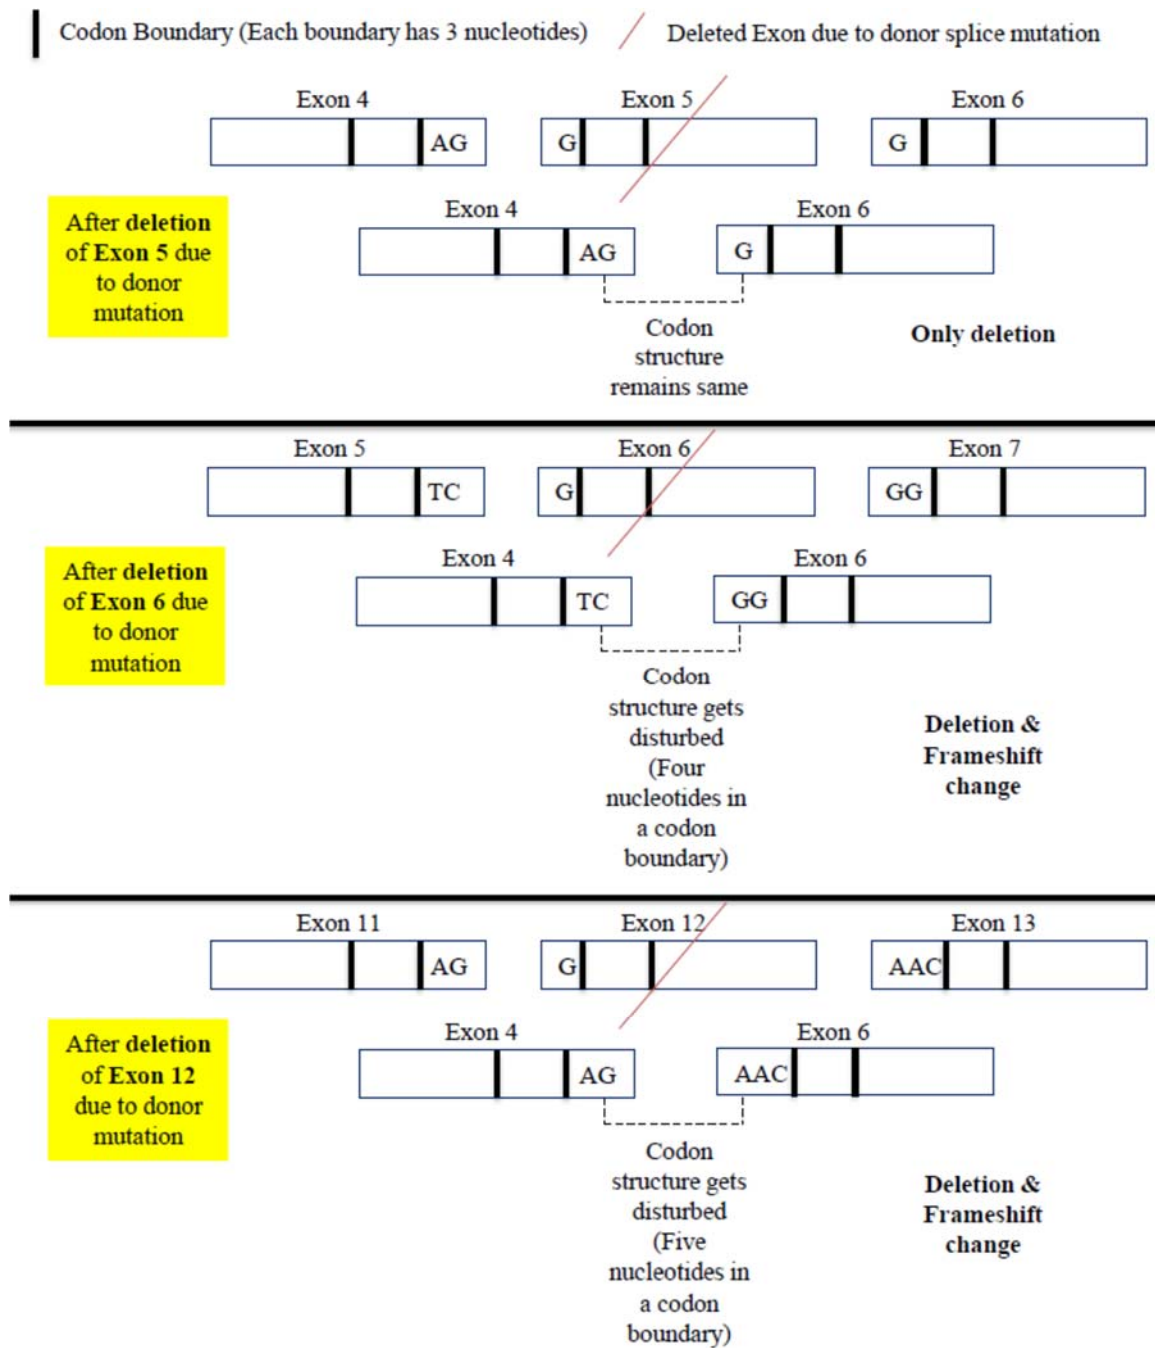 Codon Boundary (Each boundary has 3 nucleotides)
Deleted Exon due to donor splice mutation
Exon 4
Exon 5
Exon 6
AG
G
G
After deletion
of Exon 5 due
to donor
mutation
Exon 4
Exon 6
AG
G
Codon
structure
remains same
Only deletion
Exon 5
Exon 6
Exon 7
TC
G
GG
After deletion
of Exon 6 due
to donor
mutation
Exon 4
Exon 6
TC
GG
Codon
structure gets
disturbed
(Four
nucleotides in
a codon
boundary)
Deletion &
Frameshift
change
Exon 11
Exon 12
Exon 13
AG
G
AAC
After deletion
of Exon 12
due to donor
mutation
Exon 4
Exon 6
AG
AAC
Codon
structure gets
disturbed
(Five
nucleotides in
a codon
boundary)
Deletion &
Frameshift
change